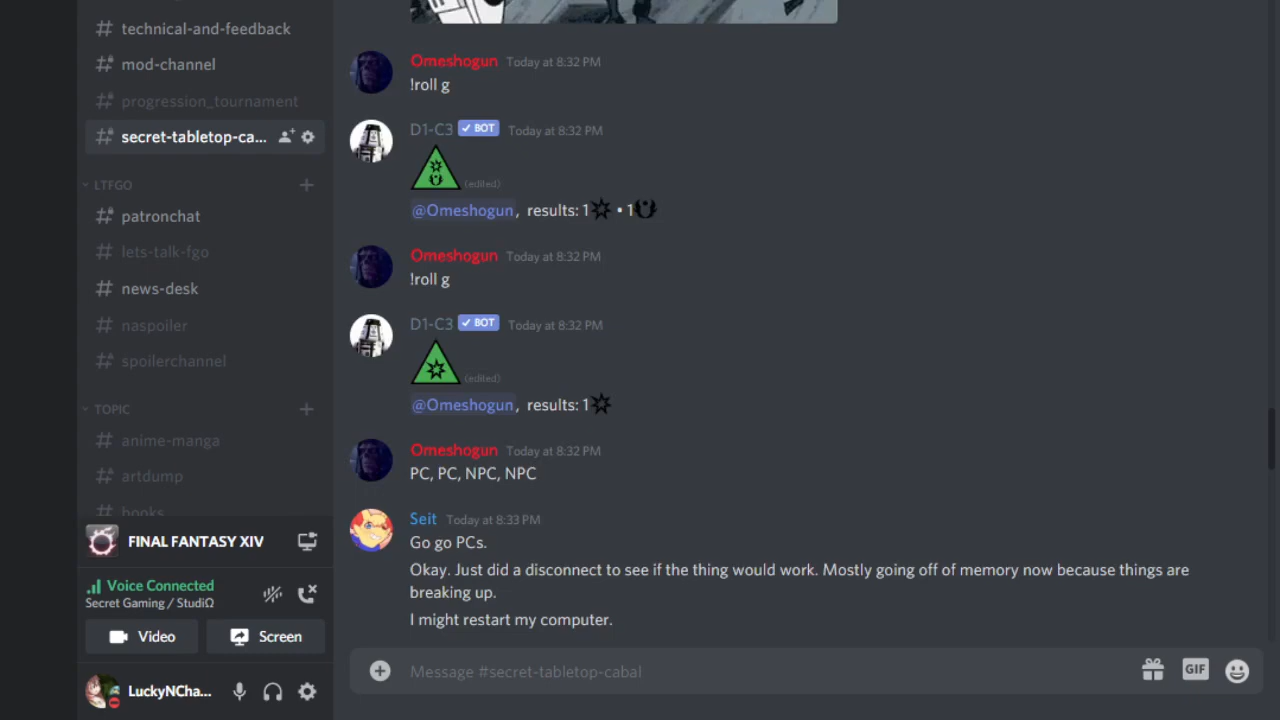 technical-and-feedback
mod-channel
progression_tournament
secret-tabletop-ca...
LTFGO
patronchat
lets-talk-fgo
news-desk
naspoiler
spoilerchannel
TOPIC
anime-manga
artdump
books
FINAL FANTASY XIV
Voice Connected
Secret Gaming / StudiΩ
Video
Screen
LuckyNCha...
Omeshogun Today at 8:32 PM
!roll g
D1-C3 ✓ BOT Today at 8:32 PM
(edited)
@Omeshogun, results: 1 • 1
Omeshogun Today at 8:32 PM
!roll g
D1-C3 ✓ BOT Today at 8:32 PM
(edited)
@Omeshogun, results: 1
Omeshogun Today at 8:32 PM
PC, PC, NPC, NPC
Seit Today at 8:33 PM
Go go PCs.
Okay. Just did a disconnect to see if the thing would work. Mostly going off of memory now because things are
breaking up.
I might restart my computer.
Message #secret-tabletop-cabal
GIF